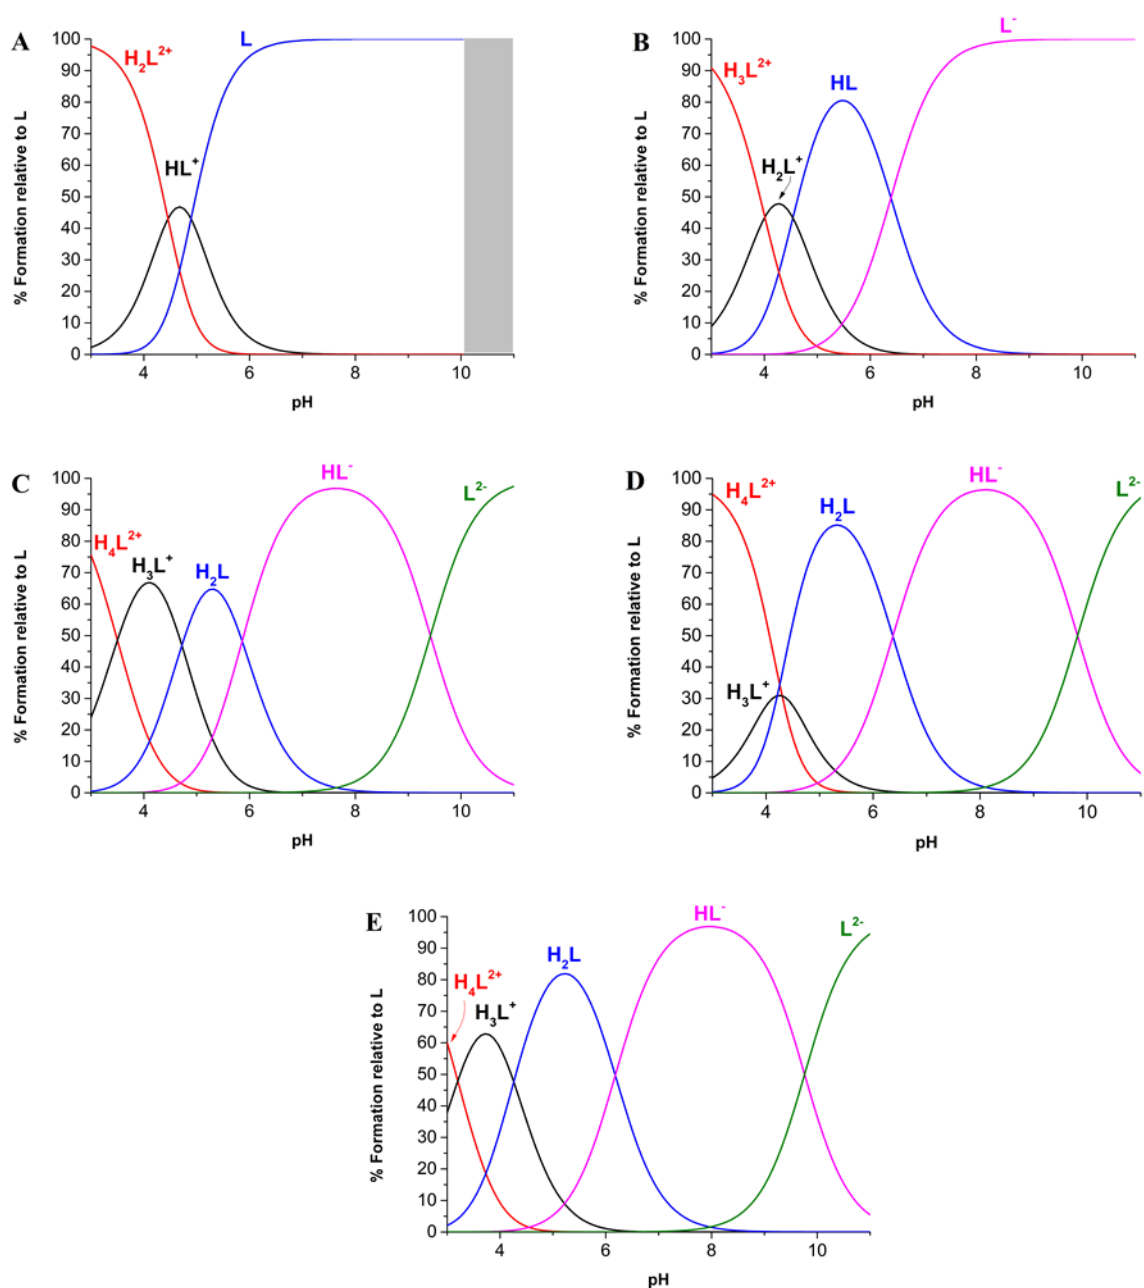 A
H₂L²⁺
HL⁺
L
% Formation relative to L
100
90
80
70
60
50
40
30
20
10
0
4 6 8 10
pH
B
H₃L²⁺
H₂L⁺
HL
L⁻
% Formation relative to L
100
90
80
70
60
50
40
30
20
10
0
4 6 8 10
pH
C
H₄L²⁺
H₃L⁺
H₂L
HL⁻
L²⁻
% Formation relative to L
100
90
80
70
60
50
40
30
20
10
0
4 6 8 10
pH
D
H₄L²⁺
H₃L⁺
H₂L
HL⁻
L²⁻
% Formation relative to L
100
90
80
70
60
50
40
30
20
10
0
4 6 8 10
pH
E
H₄L²⁺
H₃L⁺
H₂L
HL⁻
L²⁻
% Formation relative to L
100
90
80
70
60
50
40
30
20
10
0
4 6 8 10
pH